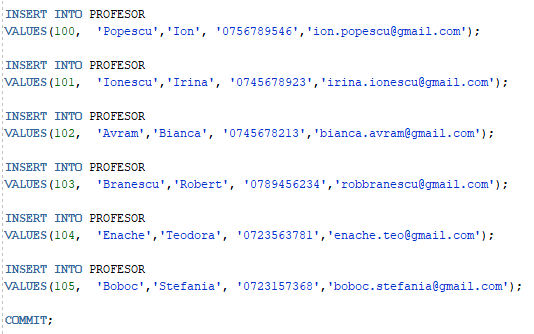 INSERT INTO PROFESOR
VALUES(100,  'Popescu','Ion', '0756789546','ion.popescu@gmail.com');
INSERT INTO PROFESOR
VALUES(101,  'Ionescu','Irina', '0745678923','irina.ionescu@gmail.com');
INSERT INTO PROFESOR
VALUES(102,  'Avram','Bianca', '0745678213','bianca.avram@gmail.com');
INSERT INTO PROFESOR
VALUES(103,  'Branescu','Robert', '0789456234','robbranescu@gmail.com');
INSERT INTO PROFESOR
VALUES(104,  'Enache','Teodora', '0723563781','enache.teo@gmail.com');
INSERT INTO PROFESOR
VALUES(105,  'Boboc','Stefania', '0723157368','boboc.stefania@gmail.com');
COMMIT;